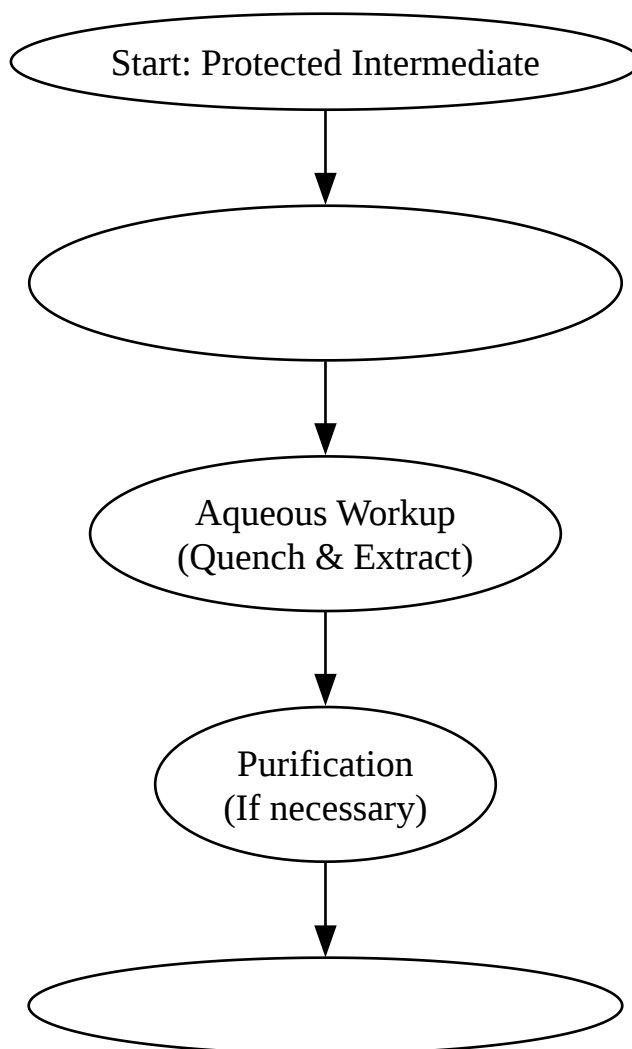 Start: Protected Intermediate
Aqueous Workup
(Quench & Extract)
Purification
(If necessary)